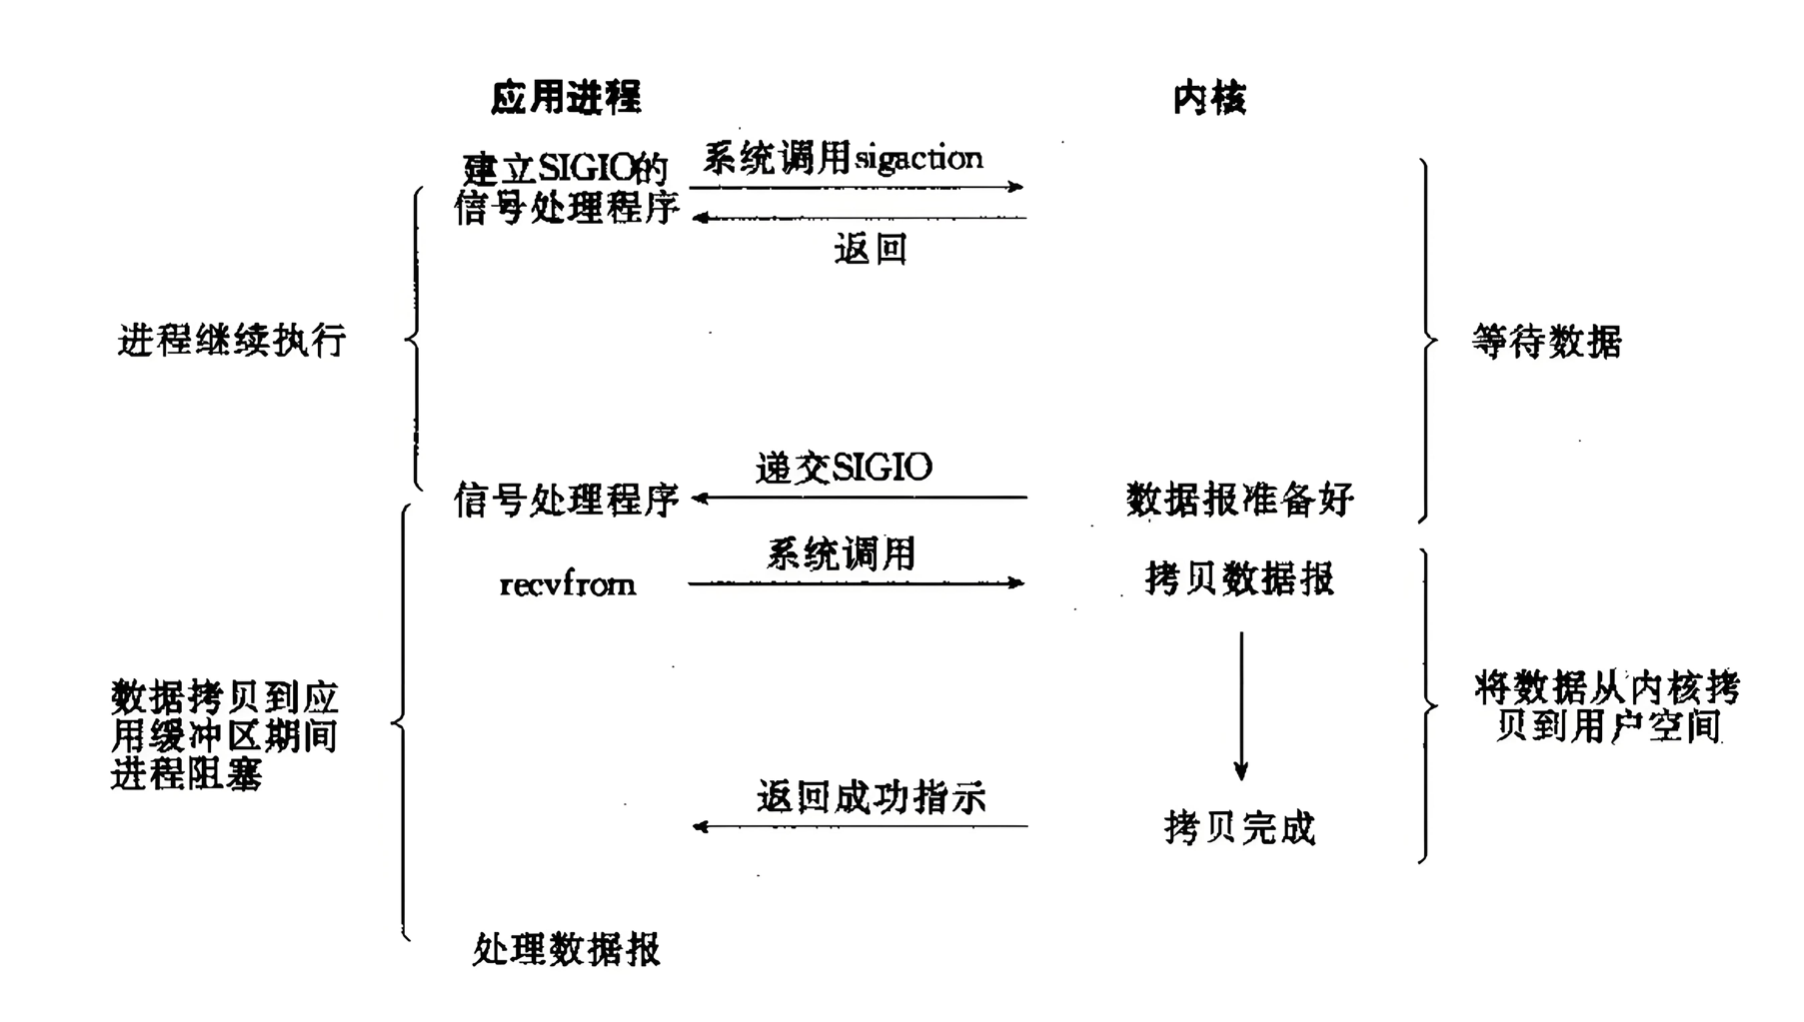 应用进程
内核
建立SIGIO的
信号处理程序
系统调用sigaction
返回
进程继续执行
等待数据
递交SIGIO
信号处理程序
数据报准备好
系统调用
recvfrom
拷贝数据报
数据拷贝到应
用缓冲区期间
进程阻塞
将数据从内核拷
贝到用户空间
返回成功指示
拷贝完成
处理数据报